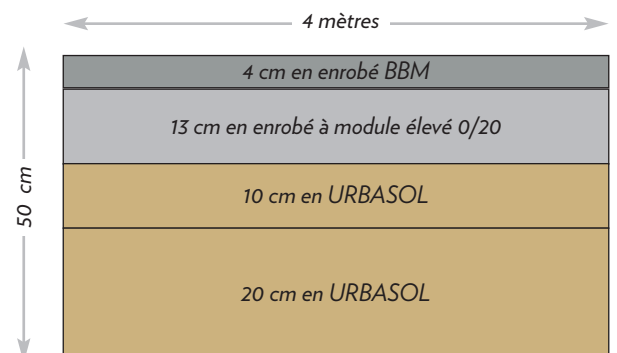 4 mètres
4 cm en enrobé BBM
13 cm en enrobé à module élevé 0/20
50 cm
10 cm en URBASOL
20 cm en URBASOL